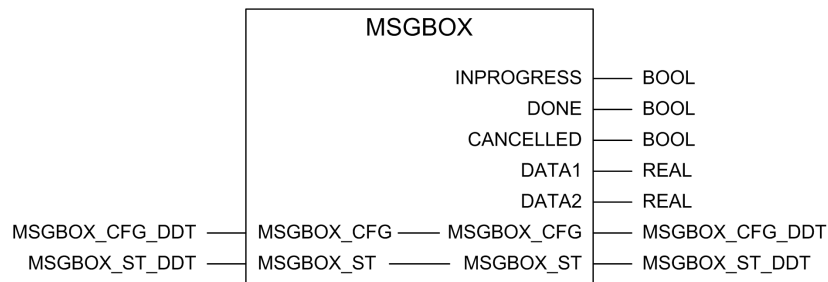 MSGBOX
INPROGRESS BOOL
DONE BOOL
CANCELLED BOOL
DATA1 REAL
DATA2 REAL
MSGBOX_CFG_DDT MSGBOX_CFG MSGBOX_CFG MSGBOX_CFG_DDT
MSGBOX_ST_DDT MSGBOX_ST MSGBOX_ST MSGBOX_ST_DDT